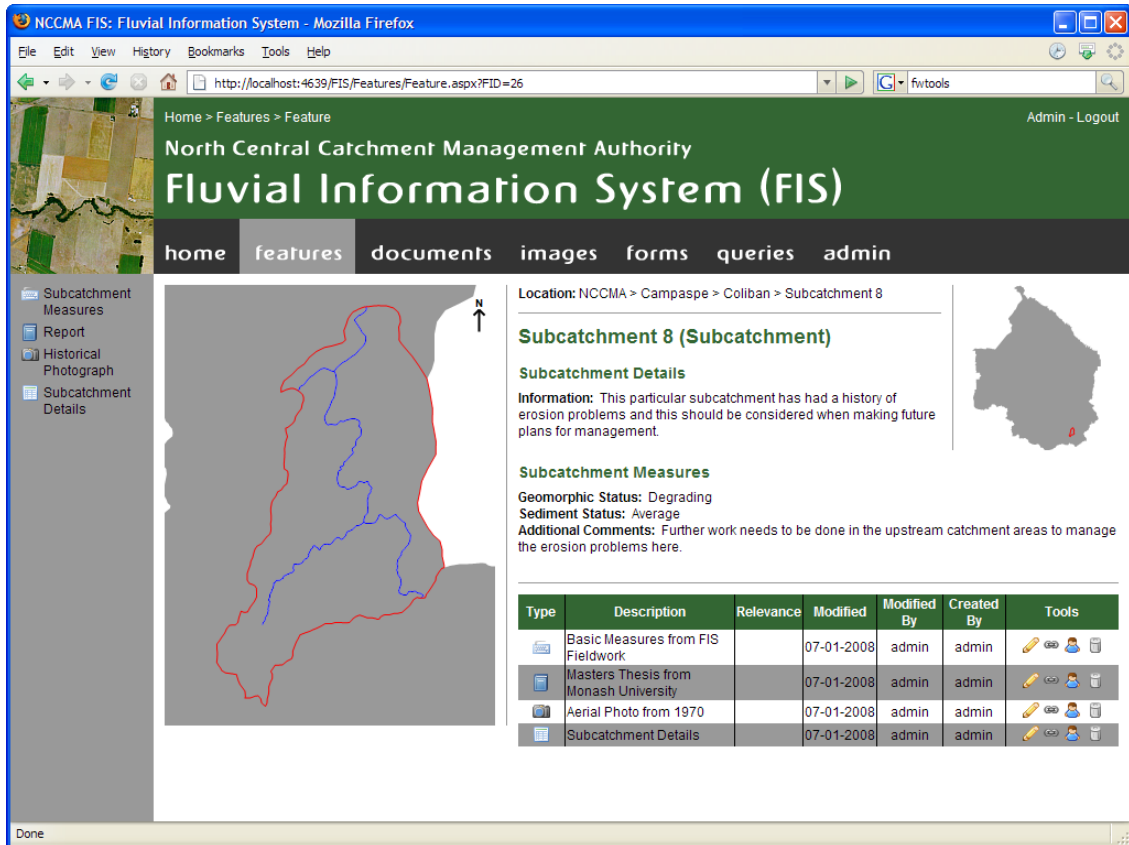 NCCMA FIS: Fluvial Information System - Mozilla Firefox
File Edit View History Bookmarks Tools Help
http://localhost:4639/FIS/Features/Feature.aspx?FID=26
G fwtools
Home > Features > Feature
Admin - Logout
North Central Catchment Management Authority
Fluvial Information System (FIS)
home features documents images forms queries admin
Subcatchment
Measures
Report
Historical
Photograph
Subcatchment
Details
N
Location: NCCMA > Campaspe > Coliban > Subcatchment 8
Subcatchment 8 (Subcatchment)
Subcatchment Details
Information: This particular subcatchment has had a history of
erosion problems and this should be considered when making future
plans for management.
Subcatchment Measures
Geomorphic Status: Degrading
Sediment Status: Average
Additional Comments: Further work needs to be done in the upstream catchment areas to manage
the erosion problems here.
Type Description Relevance Modified Modified By Created By Tools
Basic Measures from FIS Fieldwork 07-01-2008 admin admin
Masters Thesis from Monash University 07-01-2008 admin admin
Aerial Photo from 1970 07-01-2008 admin admin
Subcatchment Details 07-01-2008 admin admin
Done